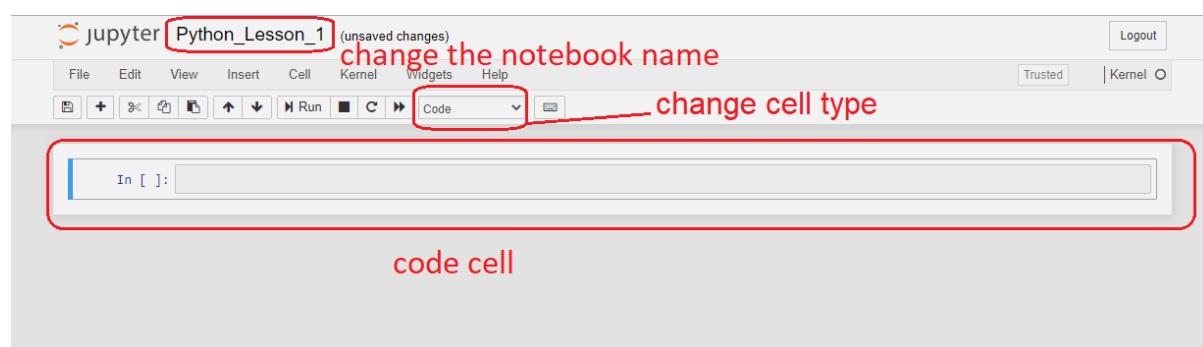 jupyter Python_Lesson_1 (unsaved changes) Logout
change the notebook name
File Edit View Insert Cell Kernel Widgets Help Trusted Kernel
Run Code
change cell type
In [ ]:
code cell